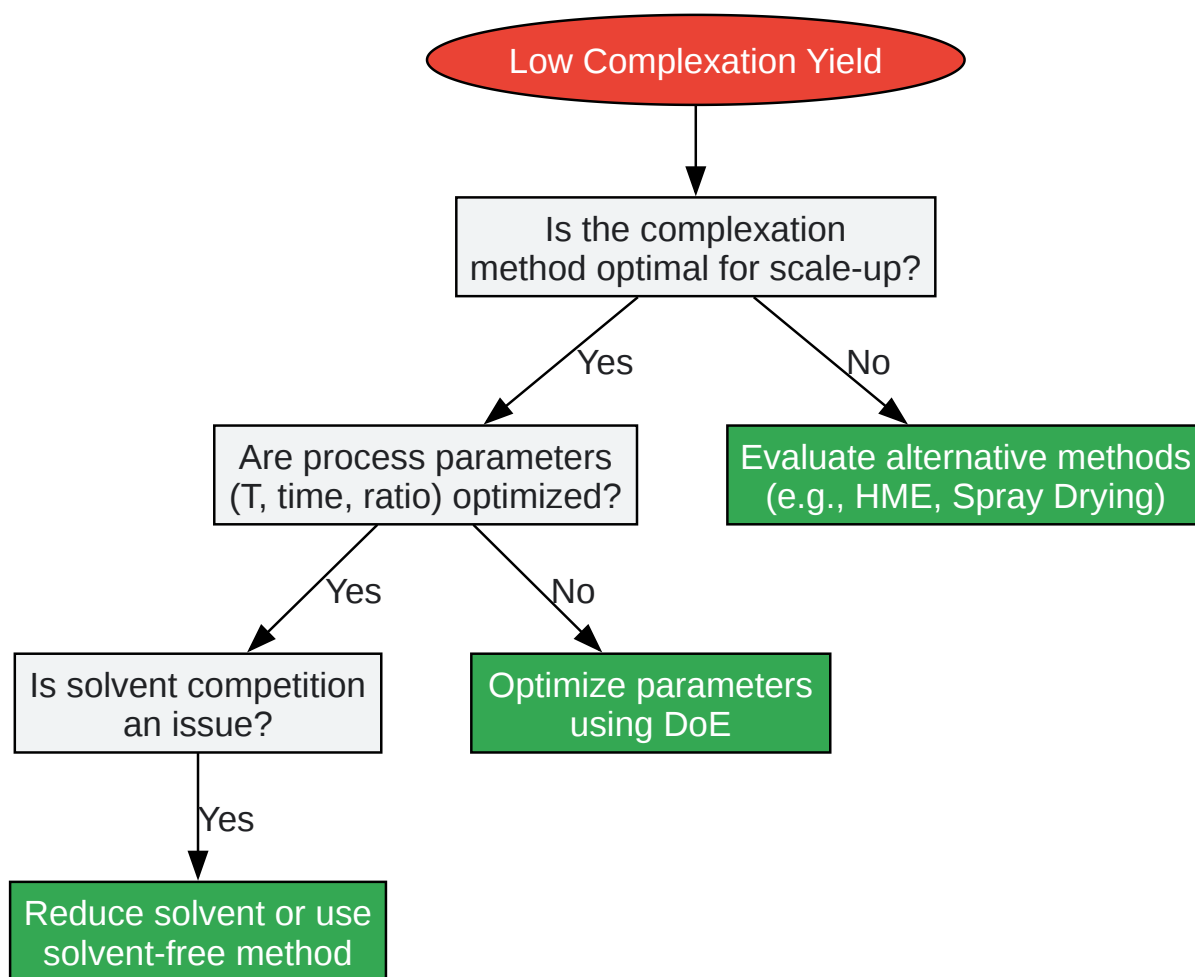 Low Complexation Yield
Is the complexation
method optimal for scale-up?
Yes
No
Are process parameters
(T, time, ratio) optimized?
Evaluate alternative methods
(e.g., HME, Spray Drying)
Yes
No
Is solvent competition
an issue?
Optimize parameters
using DoE
Yes
Reduce solvent or use
solvent-free method